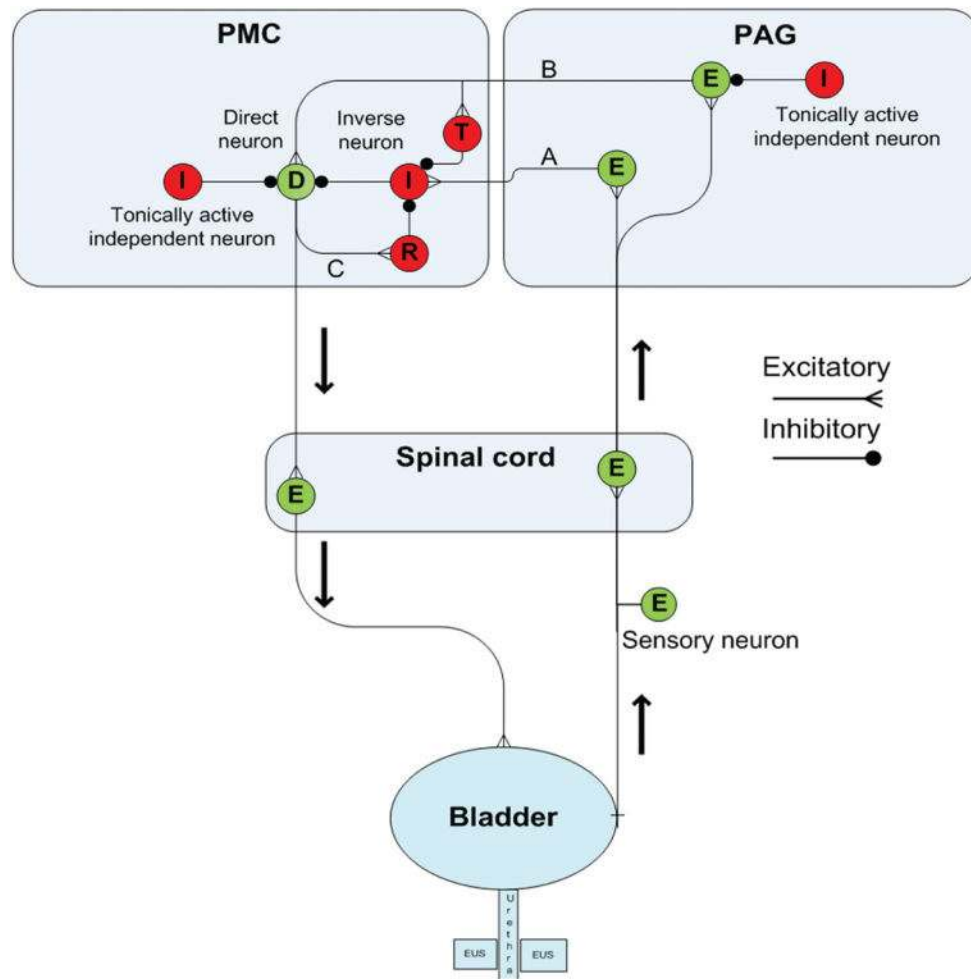 PMC
PAG
B
E
I
Tonically active
independent neuron
Direct
neuron
Inverse
neuron
T
A
E
I
D
I
Tonically active
independent neuron
R
C
Excitatory
Inhibitory
Spinal cord
E
E
E
Sensory neuron
Bladder
Urethra
EUS
EUS